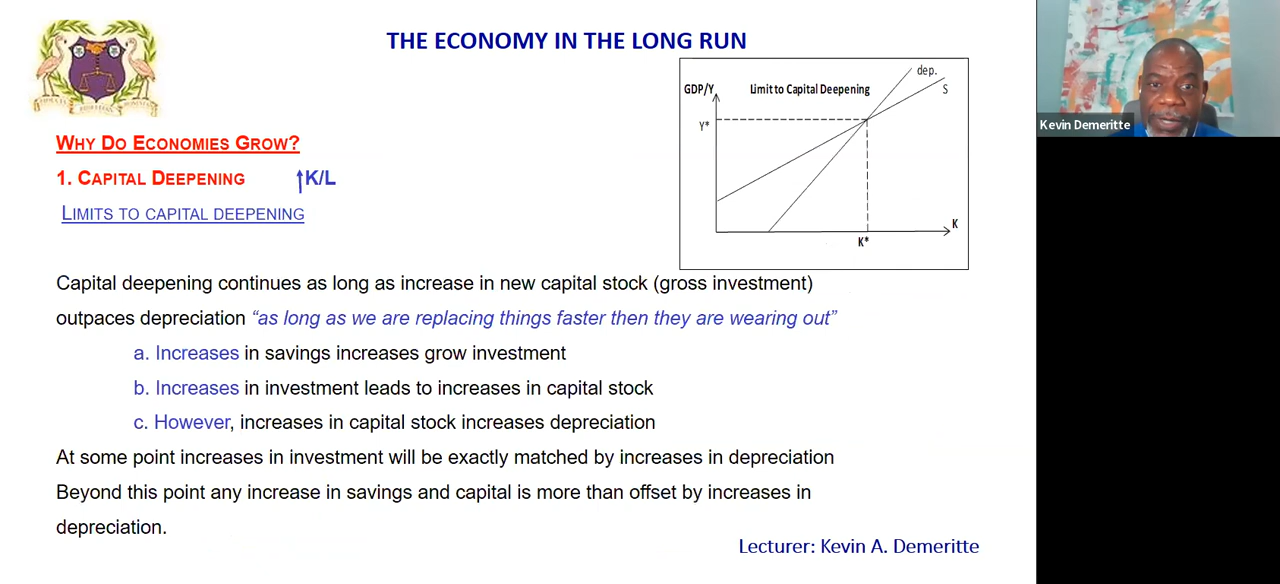 THE ECONOMY IN THE LONG RUN
WHY DO ECONOMIES GROW?
1. CAPITAL DEEPENING ↑K/L
LIMITS TO CAPITAL DEEPENING
GDP/Y
Limit to Capital Deepening
dep.
S
Y*
K
K*
Capital deepening continues as long as increase in new capital stock (gross investment)
outpaces depreciation “as long as we are replacing things faster then they are wearing out”
a. Increases in savings increases grow investment
b. Increases in investment leads to increases in capital stock
c. However, increases in capital stock increases depreciation
At some point increases in investment will be exactly matched by increases in depreciation
Beyond this point any increase in savings and capital is more than offset by increases in
depreciation.
Lecturer: Kevin A. Demeritte
Kevin Demeritte